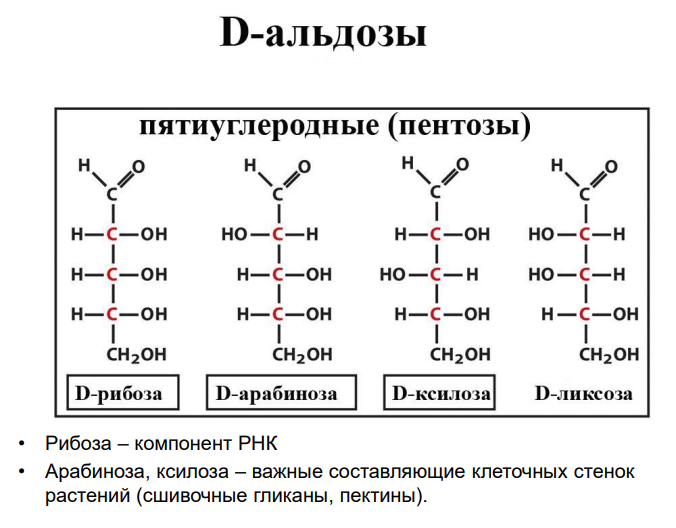 D-альдозы
пятиуглеродные (пентозы)
H O H O H O H O
C C C C
H—C—OH HO—C—H H—C—OH HO—C—H
H—C—OH H—C—OH HO—C—H HO—C—H
H—C—OH H—C—OH H—C—OH H—C—OH
CH₂OH CH₂OH CH₂OH CH₂OH
D-рибоза D-арабиноза D-ксилоза D-ликсоза
• Рибоза – компонент РНК
• Арабиноза, ксилоза – важные составляющие клеточных стенок
растений (сшивочные гликаны, пектины).